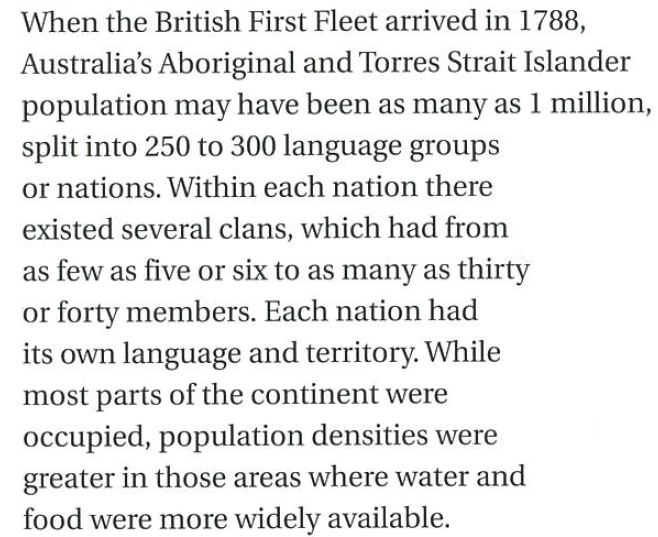 When the British First Fleet arrived in 1788,
Australia's Aboriginal and Torres Strait Islander
population may have been as many as 1 million,
split into 250 to 300 language groups
or nations. Within each nation there
existed several clans, which had from
as few as five or six to as many as thirty
or forty members. Each nation had
its own language and territory. While
most parts of the continent were
occupied, population densities were
greater in those areas where water and
food were more widely available.